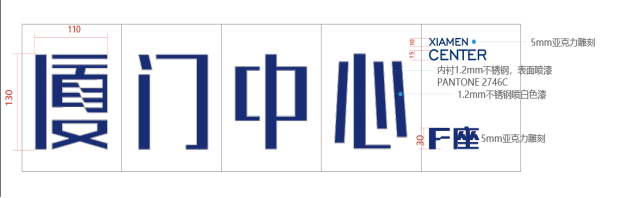 110
130
厦门中心
XIAMEN
CENTER
10
15
5mm亚克力雕刻
内衬1.2mm不锈钢，表面喷漆
PANTONE 2746C
1.2mm不锈钢喷白色漆
30
F座
5mm亚克力雕刻